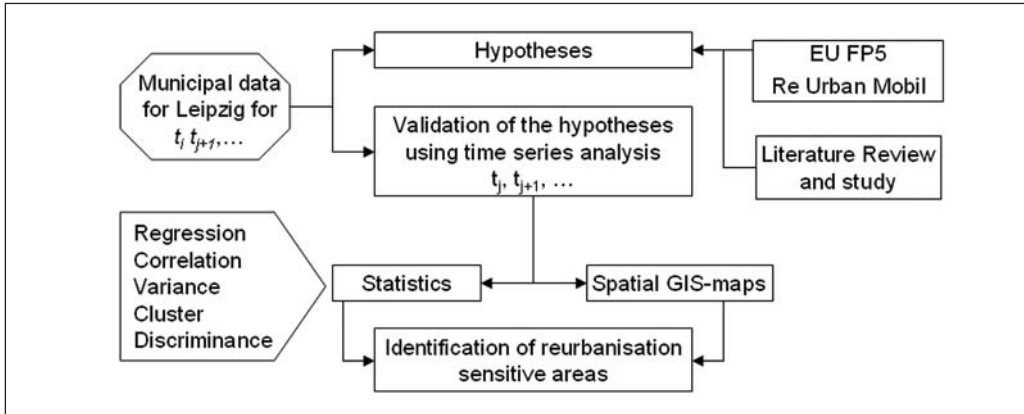 Municipal data
for Leipzig for
tᵢ tⱼ₊₁,...
Hypotheses
Validation of the hypotheses
using time series analysis
tⱼ, tⱼ₊₁, ...
EU FP5
Re Urban Mobil
Literature Review
and study
Regression
Correlation
Variance
Cluster
Discriminance
Statistics
Spatial GIS-maps
Identification of reurbanisation
sensitive areas